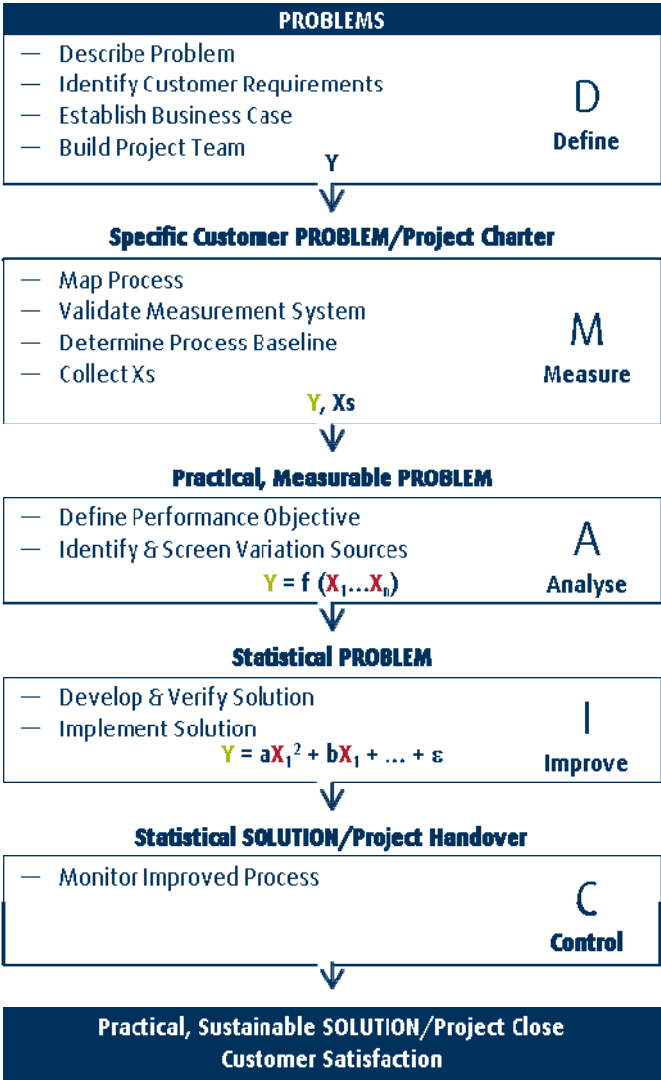 PROBLEMS
— Describe Problem
— Identify Customer Requirements
— Establish Business Case
— Build Project Team
Y
D
Define
Specific Customer PROBLEM/Project Charter
— Map Process
— Validate Measurement System
— Determine Process Baseline
— Collect Xs
Y, Xs
M
Measure
Practical, Measurable PROBLEM
— Define Performance Objective
— Identify & Screen Variation Sources
Y = f (X₁...Xₙ)
A
Analyse
Statistical PROBLEM
— Develop & Verify Solution
— Implement Solution
Y = aX₁² + bX₁ + ... + ε
I
Improve
Statistical SOLUTION/Project Handover
— Monitor Improved Process
C
Control
Practical, Sustainable SOLUTION/Project Close
Customer Satisfaction